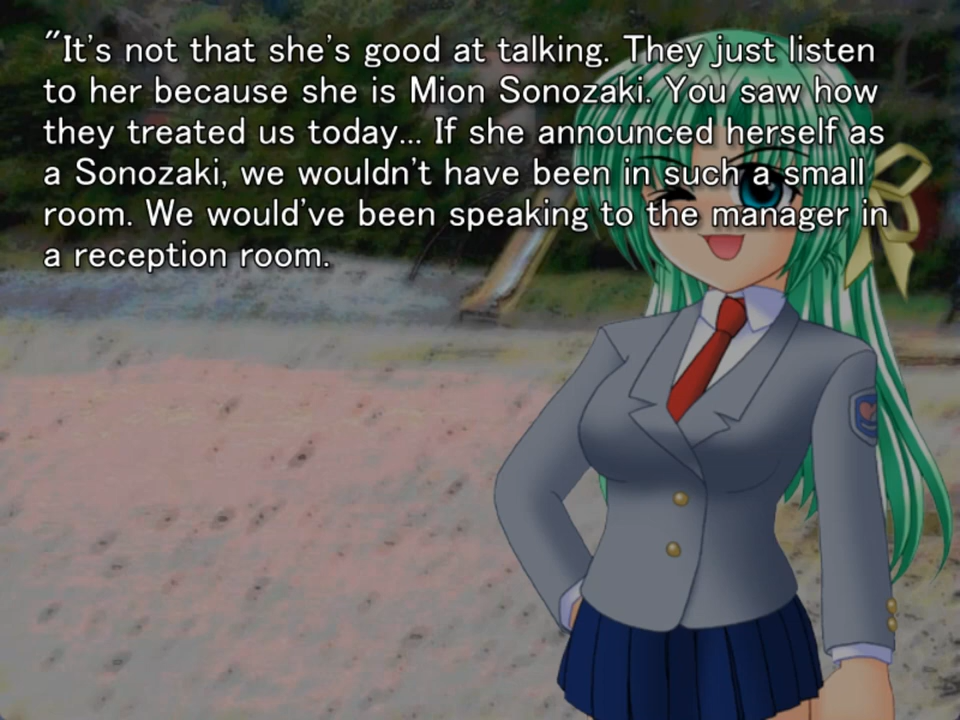 "It's not that she's good at talking. They just listen
to her because she is Mion Sonozaki. You saw how
they treated us today... If she announced herself as
a Sonozaki, we wouldn't have been in such a small
room. We would've been speaking to the manager in
a reception room.